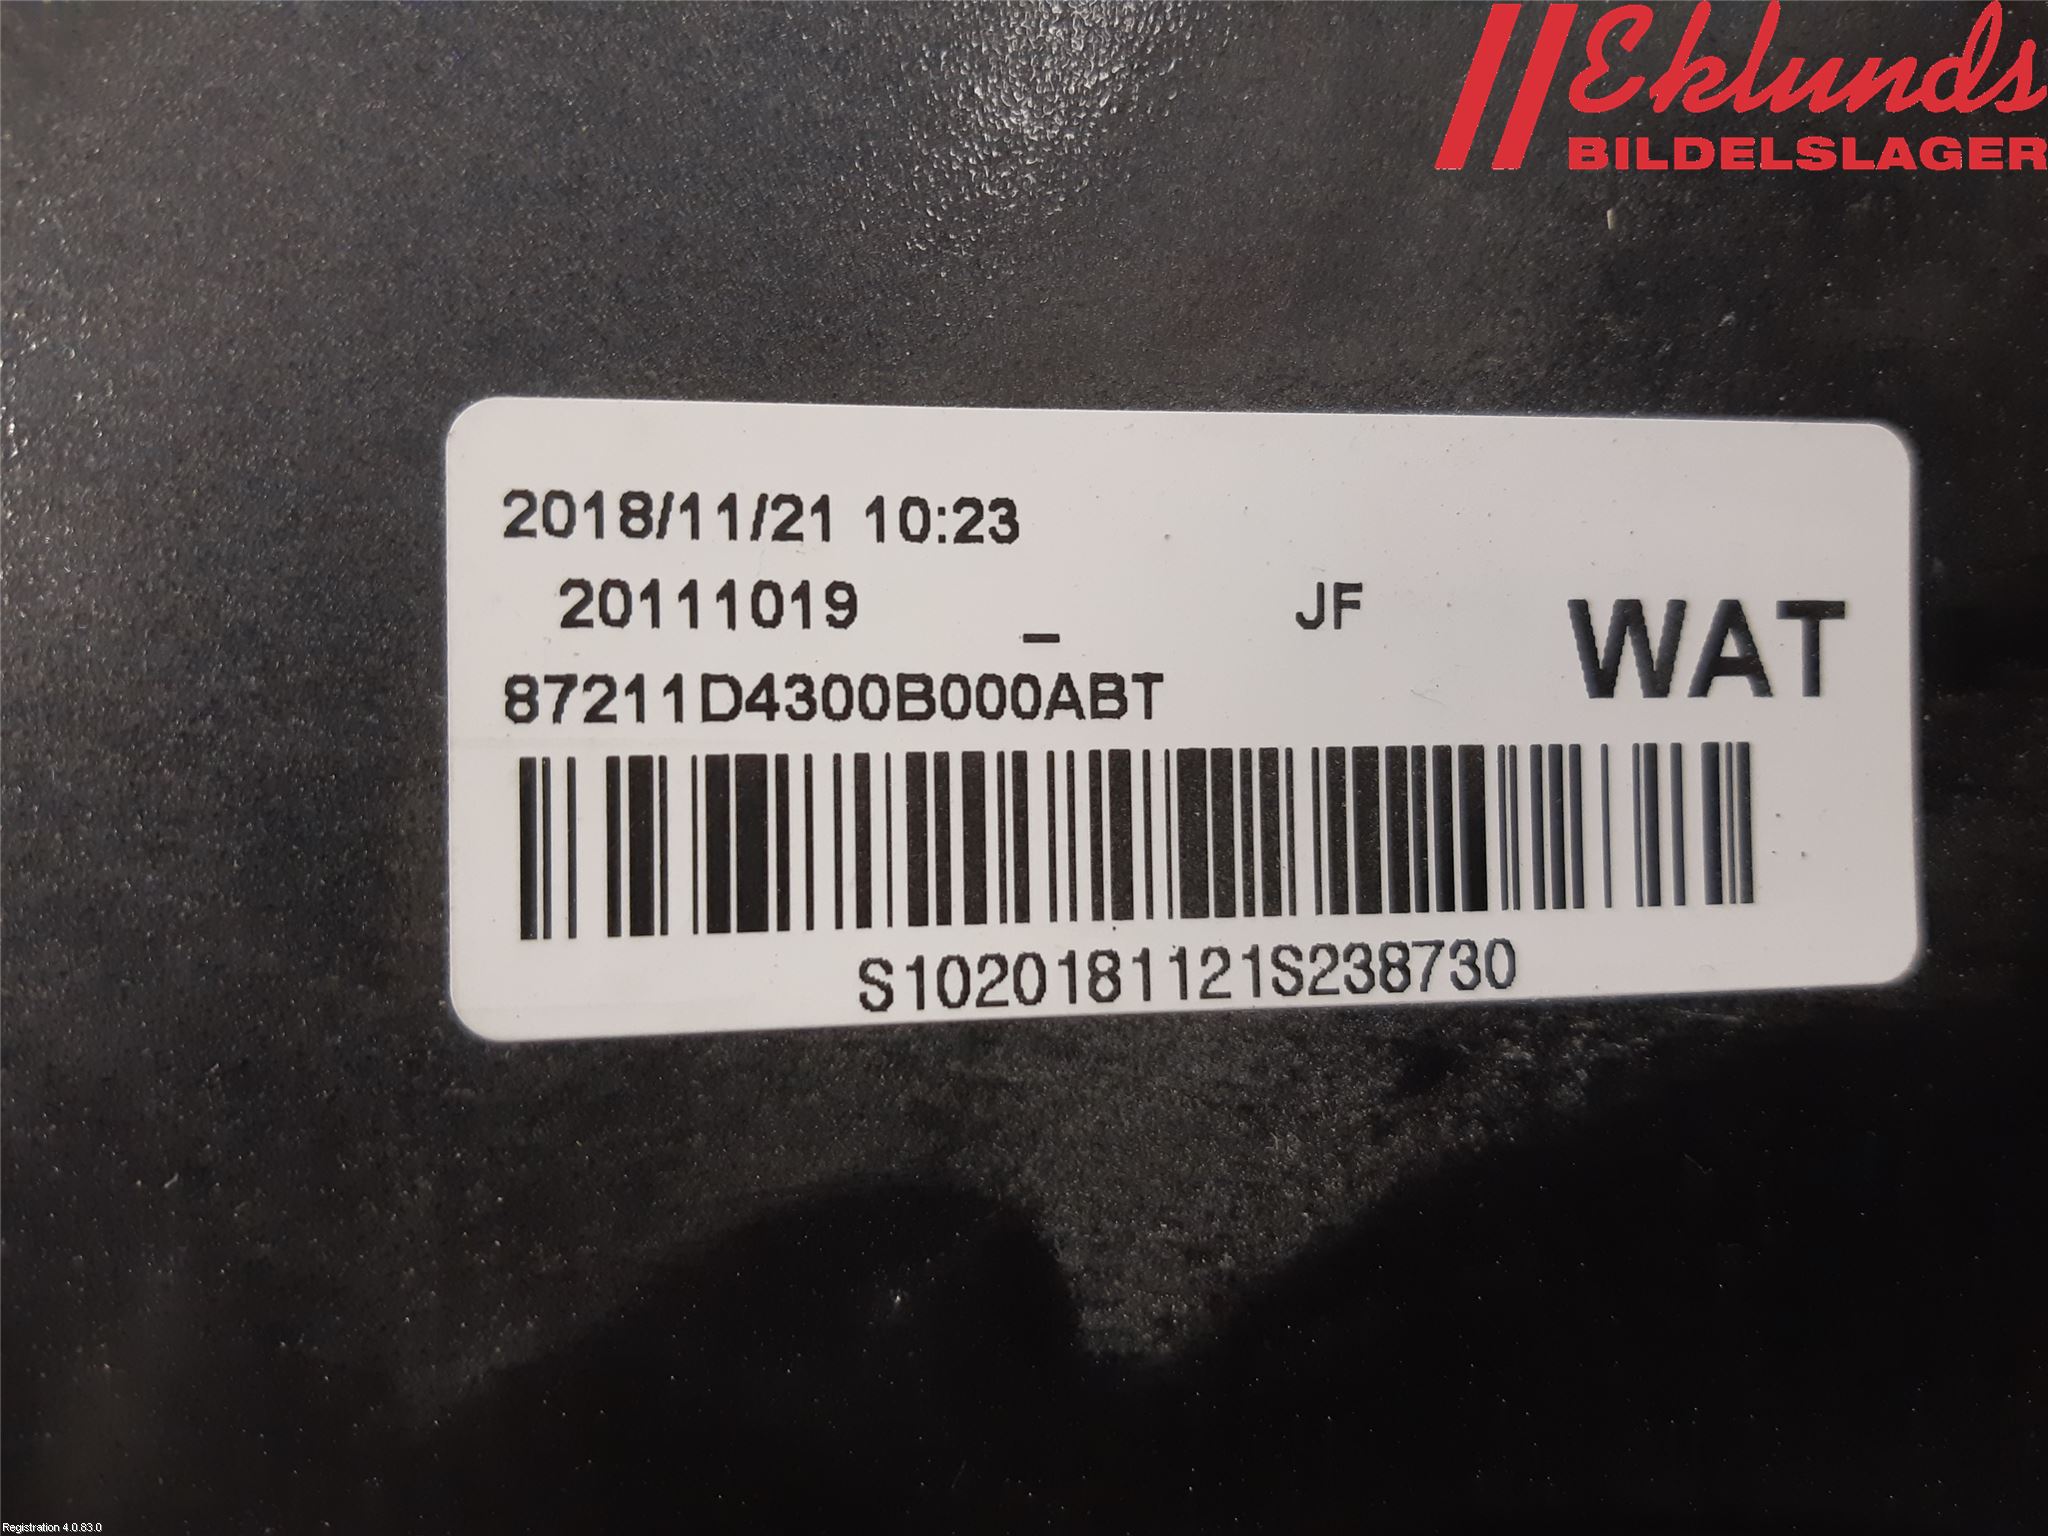 Eklunds
BILDELSLAGER
2018/11/21 10:23
20111019 _ JF
WAT
87211D4300B000ABT
S1020181121S238730
Registration 4.0.83.0